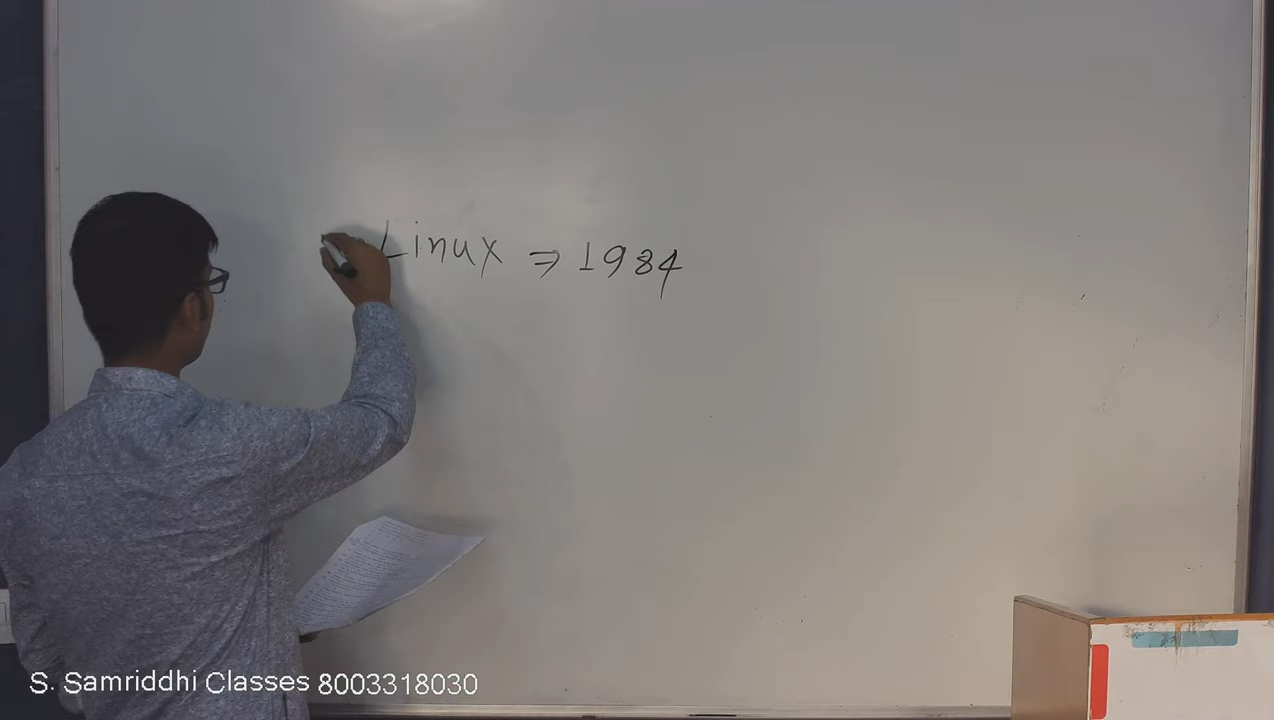 Linux ⇒ 1984
S. Samriddhi Classes 8003318030